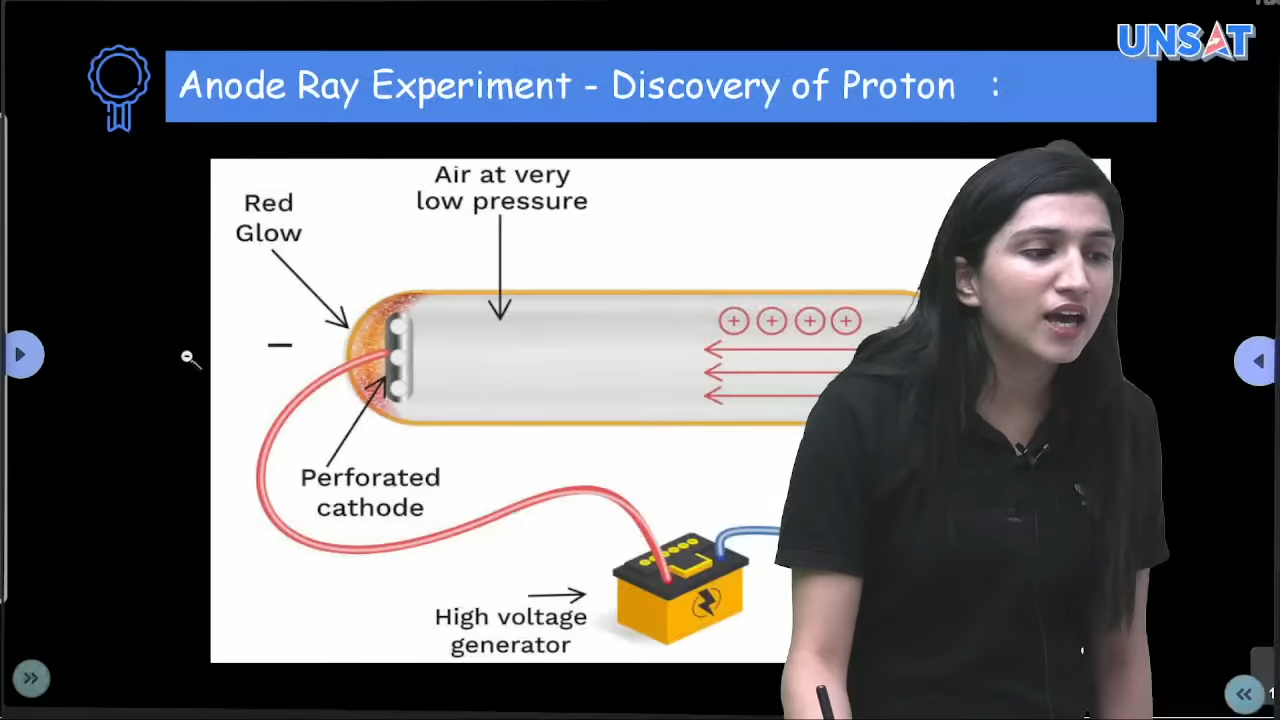 UNSAT
Anode Ray Experiment - Discovery of Proton :
Air at very
low pressure
Red
Glow
−
+ + + +
Perforated
cathode
High voltage
generator